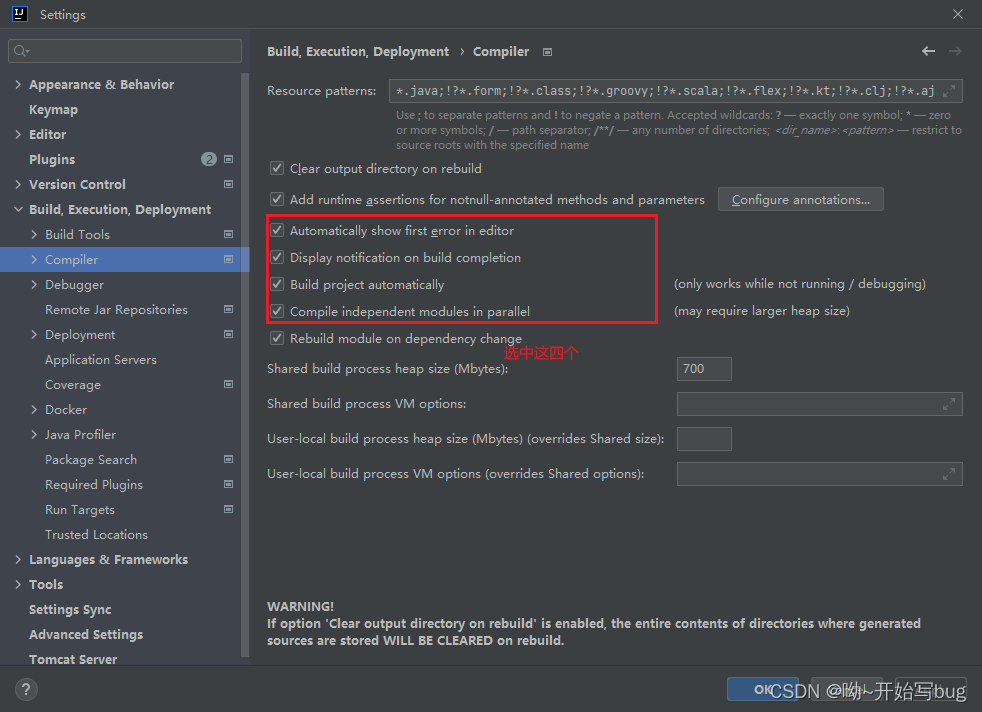 Settings
Build, Execution, Deployment › Compiler
Appearance & Behavior
Keymap
Editor
Plugins 2
Version Control
Build, Execution, Deployment
Build Tools
Compiler
Debugger
Remote Jar Repositories
Deployment
Application Servers
Coverage
Docker
Java Profiler
Package Search
Required Plugins
Run Targets
Trusted Locations
Languages & Frameworks
Tools
Settings Sync
Advanced Settings
Tomcat Server
Resource patterns: *.java;!?*.form;!?*.class;!?*.groovy;!?*.scala;!?*.flex;!?*.kt;!?*.clj;!?*.aj
Use ; to separate patterns and ! to negate a pattern. Accepted wildcards: ? — exactly one symbol; * — zero
or more symbols; / — path separator; /**/ — any number of directories; <dir_name>:<pattern> — restrict to
source roots with the specified name
Clear output directory on rebuild
Add runtime assertions for notnull-annotated methods and parameters Configure annotations...
Automatically show first error in editor
Display notification on build completion
Build project automatically (only works while not running / debugging)
Compile independent modules in parallel (may require larger heap size)
Rebuild module on dependency change
选中这四个
Shared build process heap size (Mbytes): 700
Shared build process VM options:
User-local build process heap size (Mbytes) (overrides Shared size):
User-local build process VM options (overrides Shared options):
WARNING!
If option 'Clear output directory on rebuild' is enabled, the entire contents of directories where generated
sources are stored WILL BE CLEARED on rebuild.
? OK
CSDN @呦~开始写bug